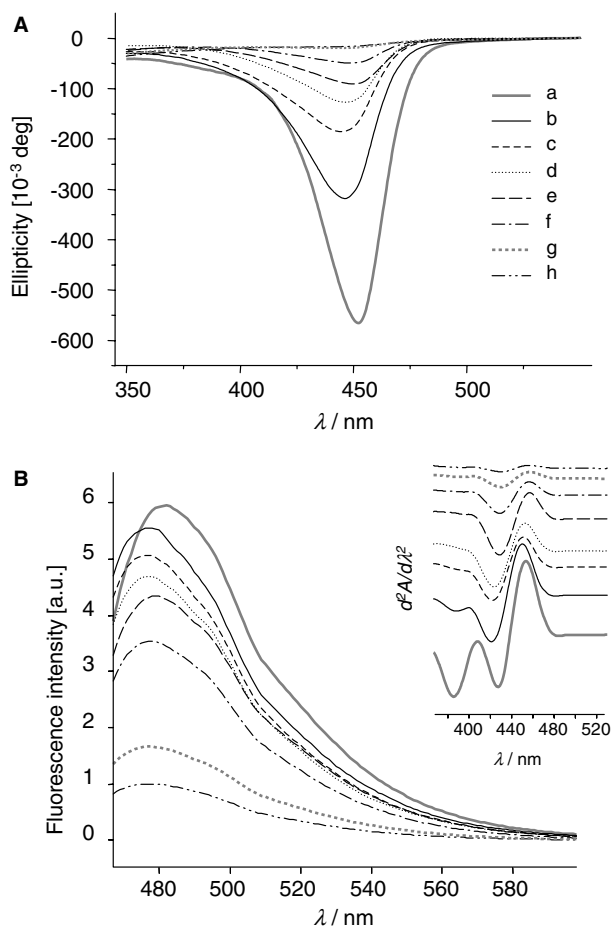 A
0
-100
-200
-300
-400
-500
-600
Ellipticity [10⁻³ deg]
a
b
c
d
e
f
g
h
350 400 450 500
λ / nm
B
6
5
4
3
2
1
0
Fluorescence intensity [a.u.]
480 500 520 540 560 580
λ / nm
d²A/dλ²
400 440 480 520
λ / nm